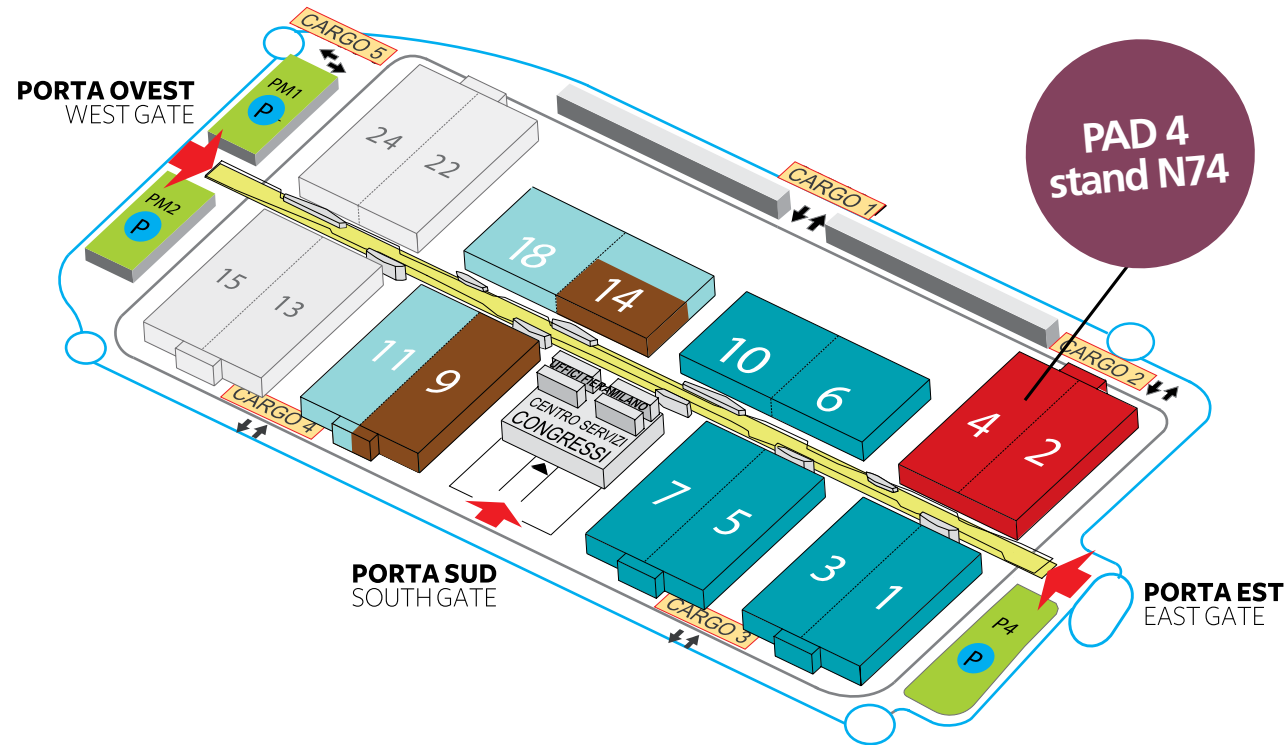 CARGO 5
PORTA OVEST
WEST GATE
PM1
P
PM2
P
24
22
15
13
CARGO 1
PAD 4
stand N74
18
14
11
9
CARGO 4
UFFICI FIERAMILANO
CENTRO SERVIZI
CONGRESSI
10
6
CARGO 2
4
2
7
5
3
1
PORTA SUD
SOUTH GATE
CARGO 3
PORTA EST
EAST GATE
P4
P